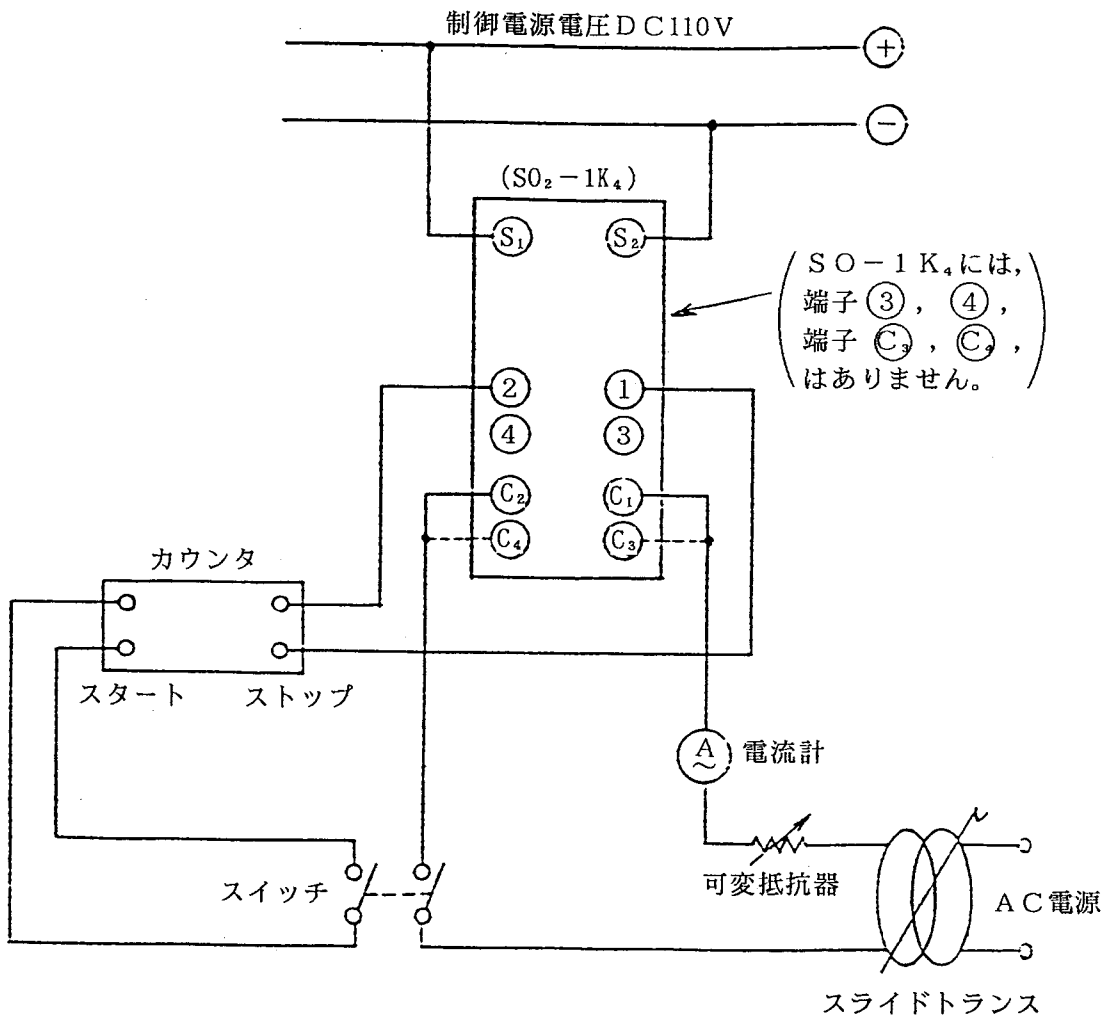 制御電源電圧DC110V
+
−
(SO₂−1K₄)
S₁ S₂
SO−1K₄には,
端子③, ④,
端子Ⓒ₃, Ⓒ₄,
はありません。
2 1
4 3
C₂ C₁
C₄ C₃
カウンタ
スタート ストップ
A 電流計
~
スイッチ
可変抵抗器
AC電源
スライドトランス